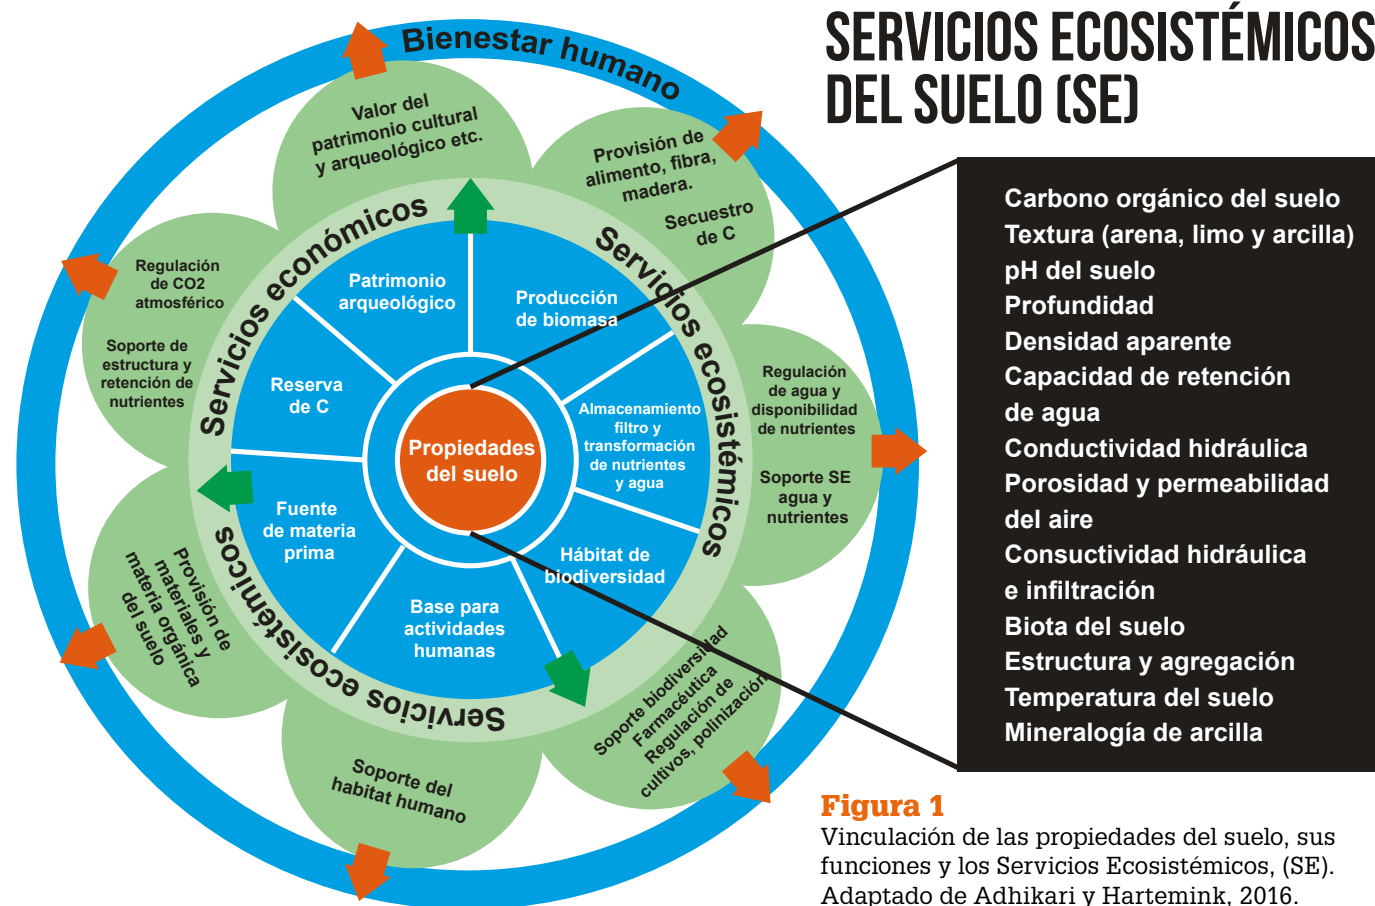 SERVICIOS ECOSISTÉMICOS
DEL SUELO (SE)
Bienestar humano
Valor del
patrimonio cultural
y arqueológico etc.
Provisión de
alimento, fibra,
madera.
Secuestro
de C
Regulación
de agua y
disponibilidad
de nutrientes
Soporte SE
agua y
nutrientes
Soporte biodiversidad
Farmacéutica
Regulación de
cultivos, polinización
Soporte del
habitat humano
Provisión de
materiales y
materia orgánica
del suelo
Regulación
de CO2
atmosférico
Soporte de
estructura y
retención de
nutrientes
Servicios económicos
Servicios ecosistémicos
Servicios ecosistémicos
Patrimonio
arqueológico
Producción
de biomasa
Almacenamiento
filtro y
transformación
de nutrientes
y agua
Hábitat de
biodiversidad
Base para
actividades
humanas
Fuente
de materia
prima
Reserva
de C
Propiedades
del suelo
Carbono orgánico del suelo
Textura (arena, limo y arcilla)
pH del suelo
Profundidad
Densidad aparente
Capacidad de retención
de agua
Conductividad hidráulica
Porosidad y permeabilidad
del aire
Consuctividad hidráulica
e infiltración
Biota del suelo
Estructura y agregación
Temperatura del suelo
Mineralogía de arcilla
Figura 1
Vinculación de las propiedades del suelo, sus
funciones y los Servicios Ecosistémicos, (SE).
Adaptado de Adhikari y Hartemink, 2016.